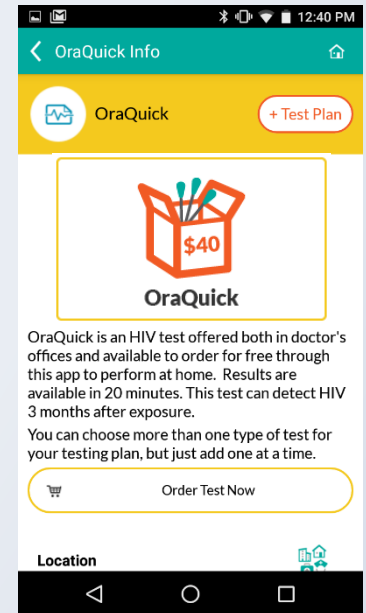 12:40 PM
OraQuick Info
OraQuick
+ Test Plan
$40
OraQuick
OraQuick is an HIV test offered both in doctor's
offices and available to order for free through
this app to perform at home. Results are
available in 20 minutes. This test can detect HIV
3 months after exposure.
You can choose more than one type of test for
your testing plan, but just add one at a time.
Order Test Now
Location